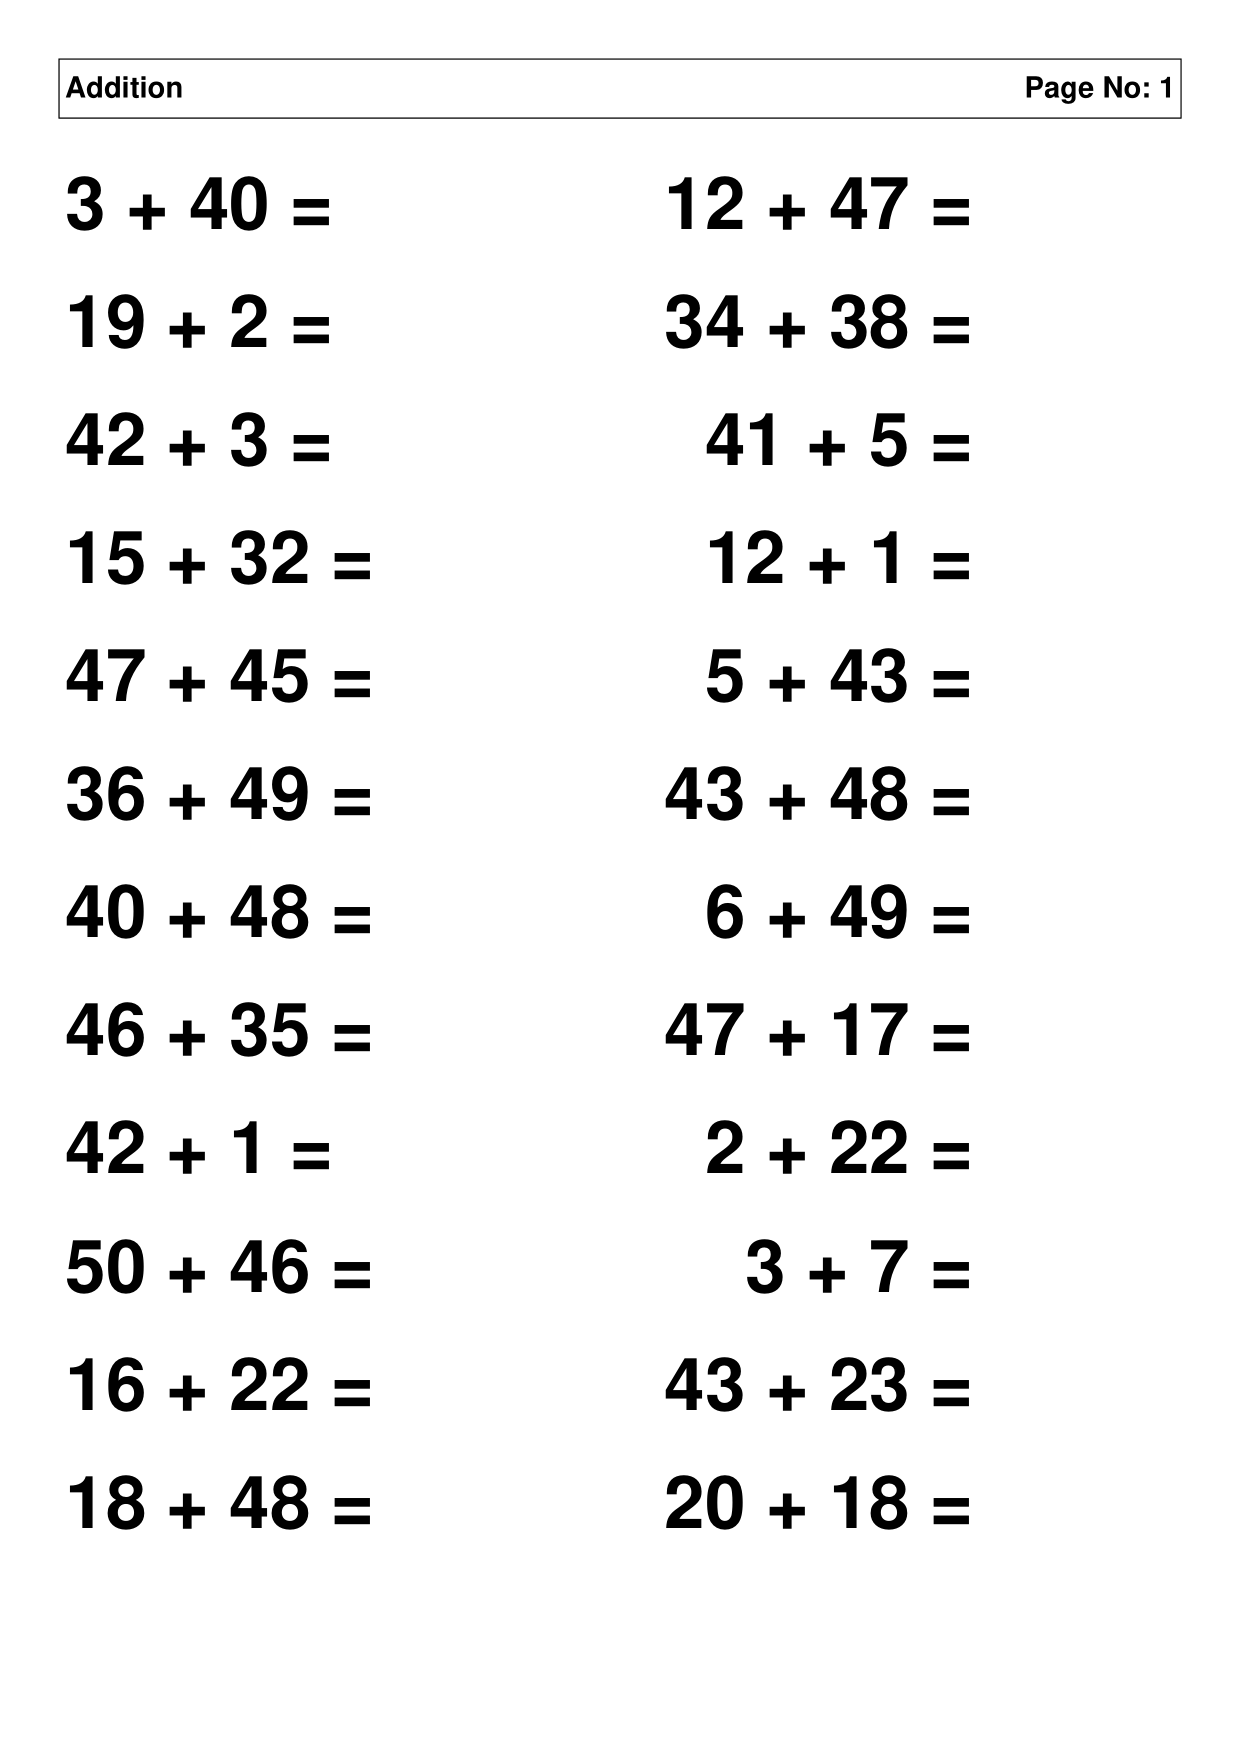 Addition Page No: 1
3 + 40 = 12 + 47 =
19 + 2 = 34 + 38 =
42 + 3 = 41 + 5 =
15 + 32 = 12 + 1 =
47 + 45 = 5 + 43 =
36 + 49 = 43 + 48 =
40 + 48 = 6 + 49 =
46 + 35 = 47 + 17 =
42 + 1 = 2 + 22 =
50 + 46 = 3 + 7 =
16 + 22 = 43 + 23 =
18 + 48 = 20 + 18 =